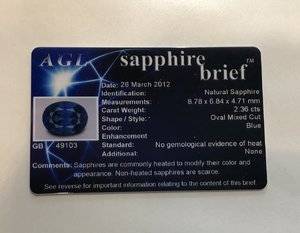 AGL sapphire brief™
Date: 26 March 2012
Identification: Natural Sapphire
Measurements: 8.78 x 6.84 x 4.71 mm
Carat Weight: 2.36 cts
Shape / Style: Oval Mixed Cut
Color: Blue
Enhancement
Standard: No gemological evidence of heat
Additional: None
GB 49103
Comments: Sapphires are commonly heated to modify their color and
appearance. Non-heated sapphires are scarce.
See reverse for important information relating to the content of this brief